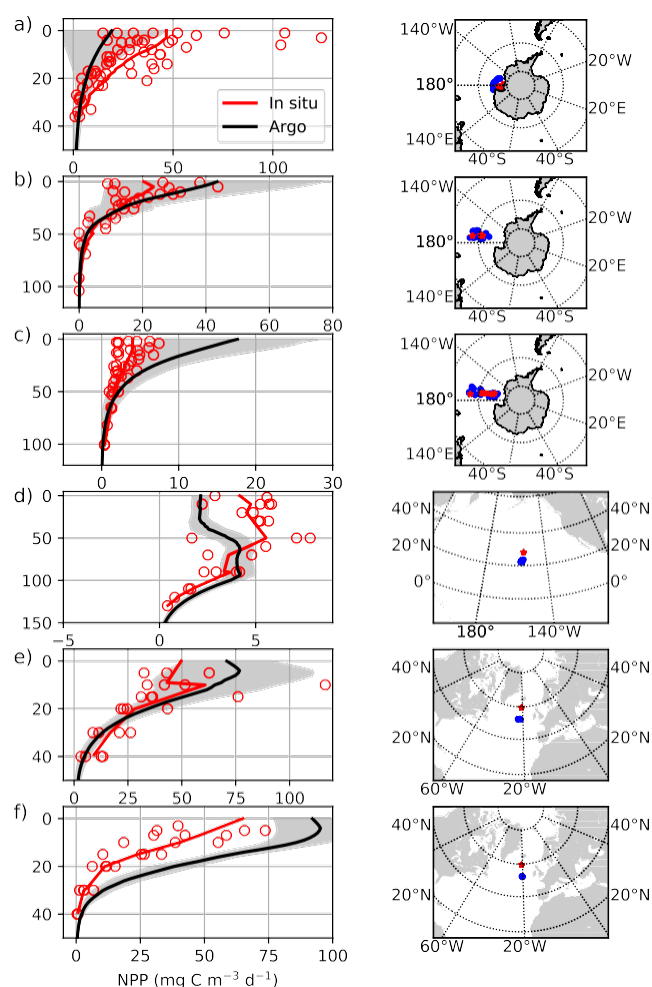 a)
0
20
40
0
50
100
In situ
Argo
140°W
180°
140°E
20°W
20°E
40°S
40°S
b)
0
50
100
0
20
40
60
80
140°W
180°
140°E
20°W
20°E
40°S
40°S
c)
0
50
100
0
10
20
30
140°W
180°
140°E
20°W
20°E
40°S
40°S
d)
0
50
100
150
−5
0
5
40°N
20°N
0°
40°N
20°N
0°
180°
140°W
e)
0
20
40
0
25
50
75
100
40°N
20°N
40°N
20°N
60°W
20°W
f)
0
20
40
0
25
50
75
100
NPP (mg C m⁻³ d⁻¹)
40°N
20°N
40°N
20°N
60°W
20°W